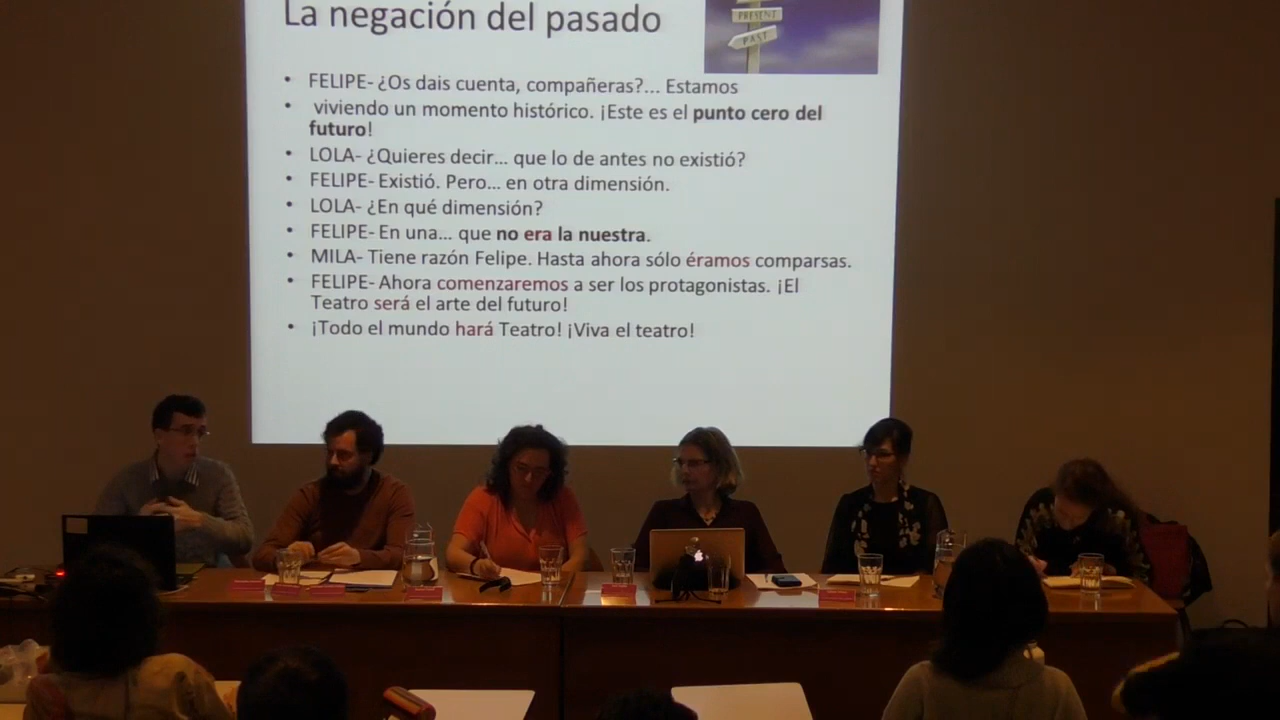 La negación del pasado
PRESENT
PAST
• FELIPE- ¿Os dais cuenta, compañeras?... Estamos
• viviendo un momento histórico. ¡Este es el punto cero del
futuro!
• LOLA- ¿Quieres decir... que lo de antes no existió?
• FELIPE- Existió. Pero... en otra dimensión.
• LOLA- ¿En qué dimensión?
• FELIPE- En una... que no era la nuestra.
• MILA- Tiene razón Felipe. Hasta ahora sólo éramos comparsas.
• FELIPE- Ahora comenzaremos a ser los protagonistas. ¡El
Teatro será el arte del futuro!
• ¡Todo el mundo hará Teatro! ¡Viva el teatro!